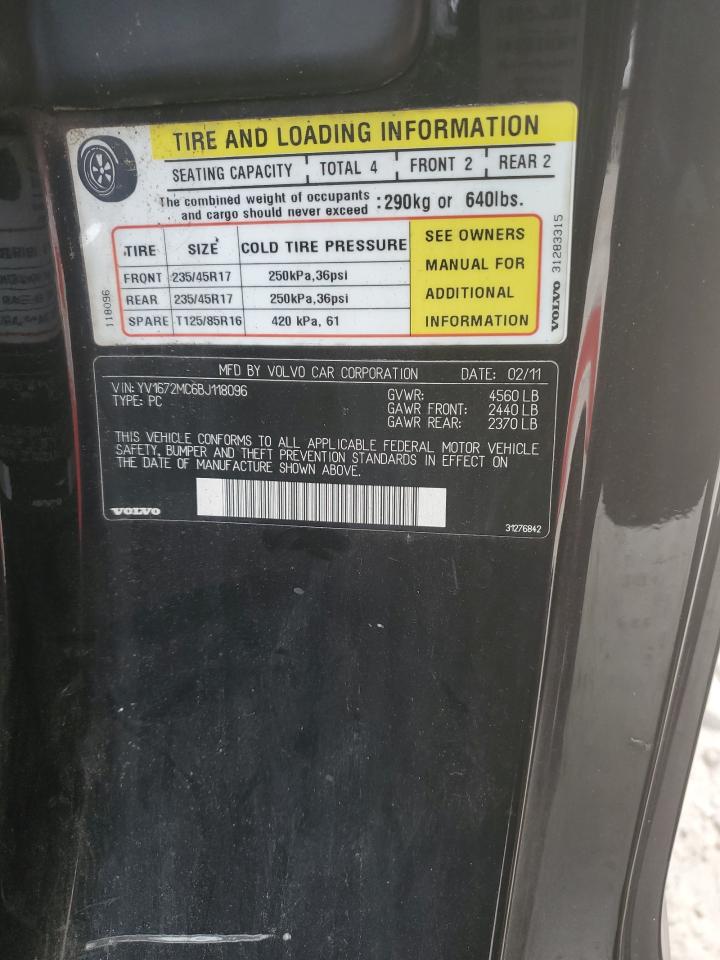 TIRE AND LOADING INFORMATION
SEATING CAPACITY TOTAL 4 FRONT 2 REAR 2
The combined weight of occupants
and cargo should never exceed :290kg or 640lbs.
TIRE SIZE COLD TIRE PRESSURE
FRONT 235/45R17 250kPa,36psi
REAR 235/45R17 250kPa,36psi
SPARE T125/85R16 420 kPa, 61
SEE OWNERS
MANUAL FOR
ADDITIONAL
INFORMATION
118096
VOLVO 31283315
MFD BY VOLVO CAR CORPORATION DATE: 02/11
VIN: YV1672MC6BJ118096
TYPE: PC
GVWR: 4560 LB
GAWR FRONT: 2440 LB
GAWR REAR: 2370 LB
THIS VEHICLE CONFORMS TO ALL APPLICABLE FEDERAL MOTOR VEHICLE
SAFETY, BUMPER AND THEFT PREVENTION STANDARDS IN EFFECT ON
THE DATE OF MANUFACTURE SHOWN ABOVE.
VOLVO
31276842